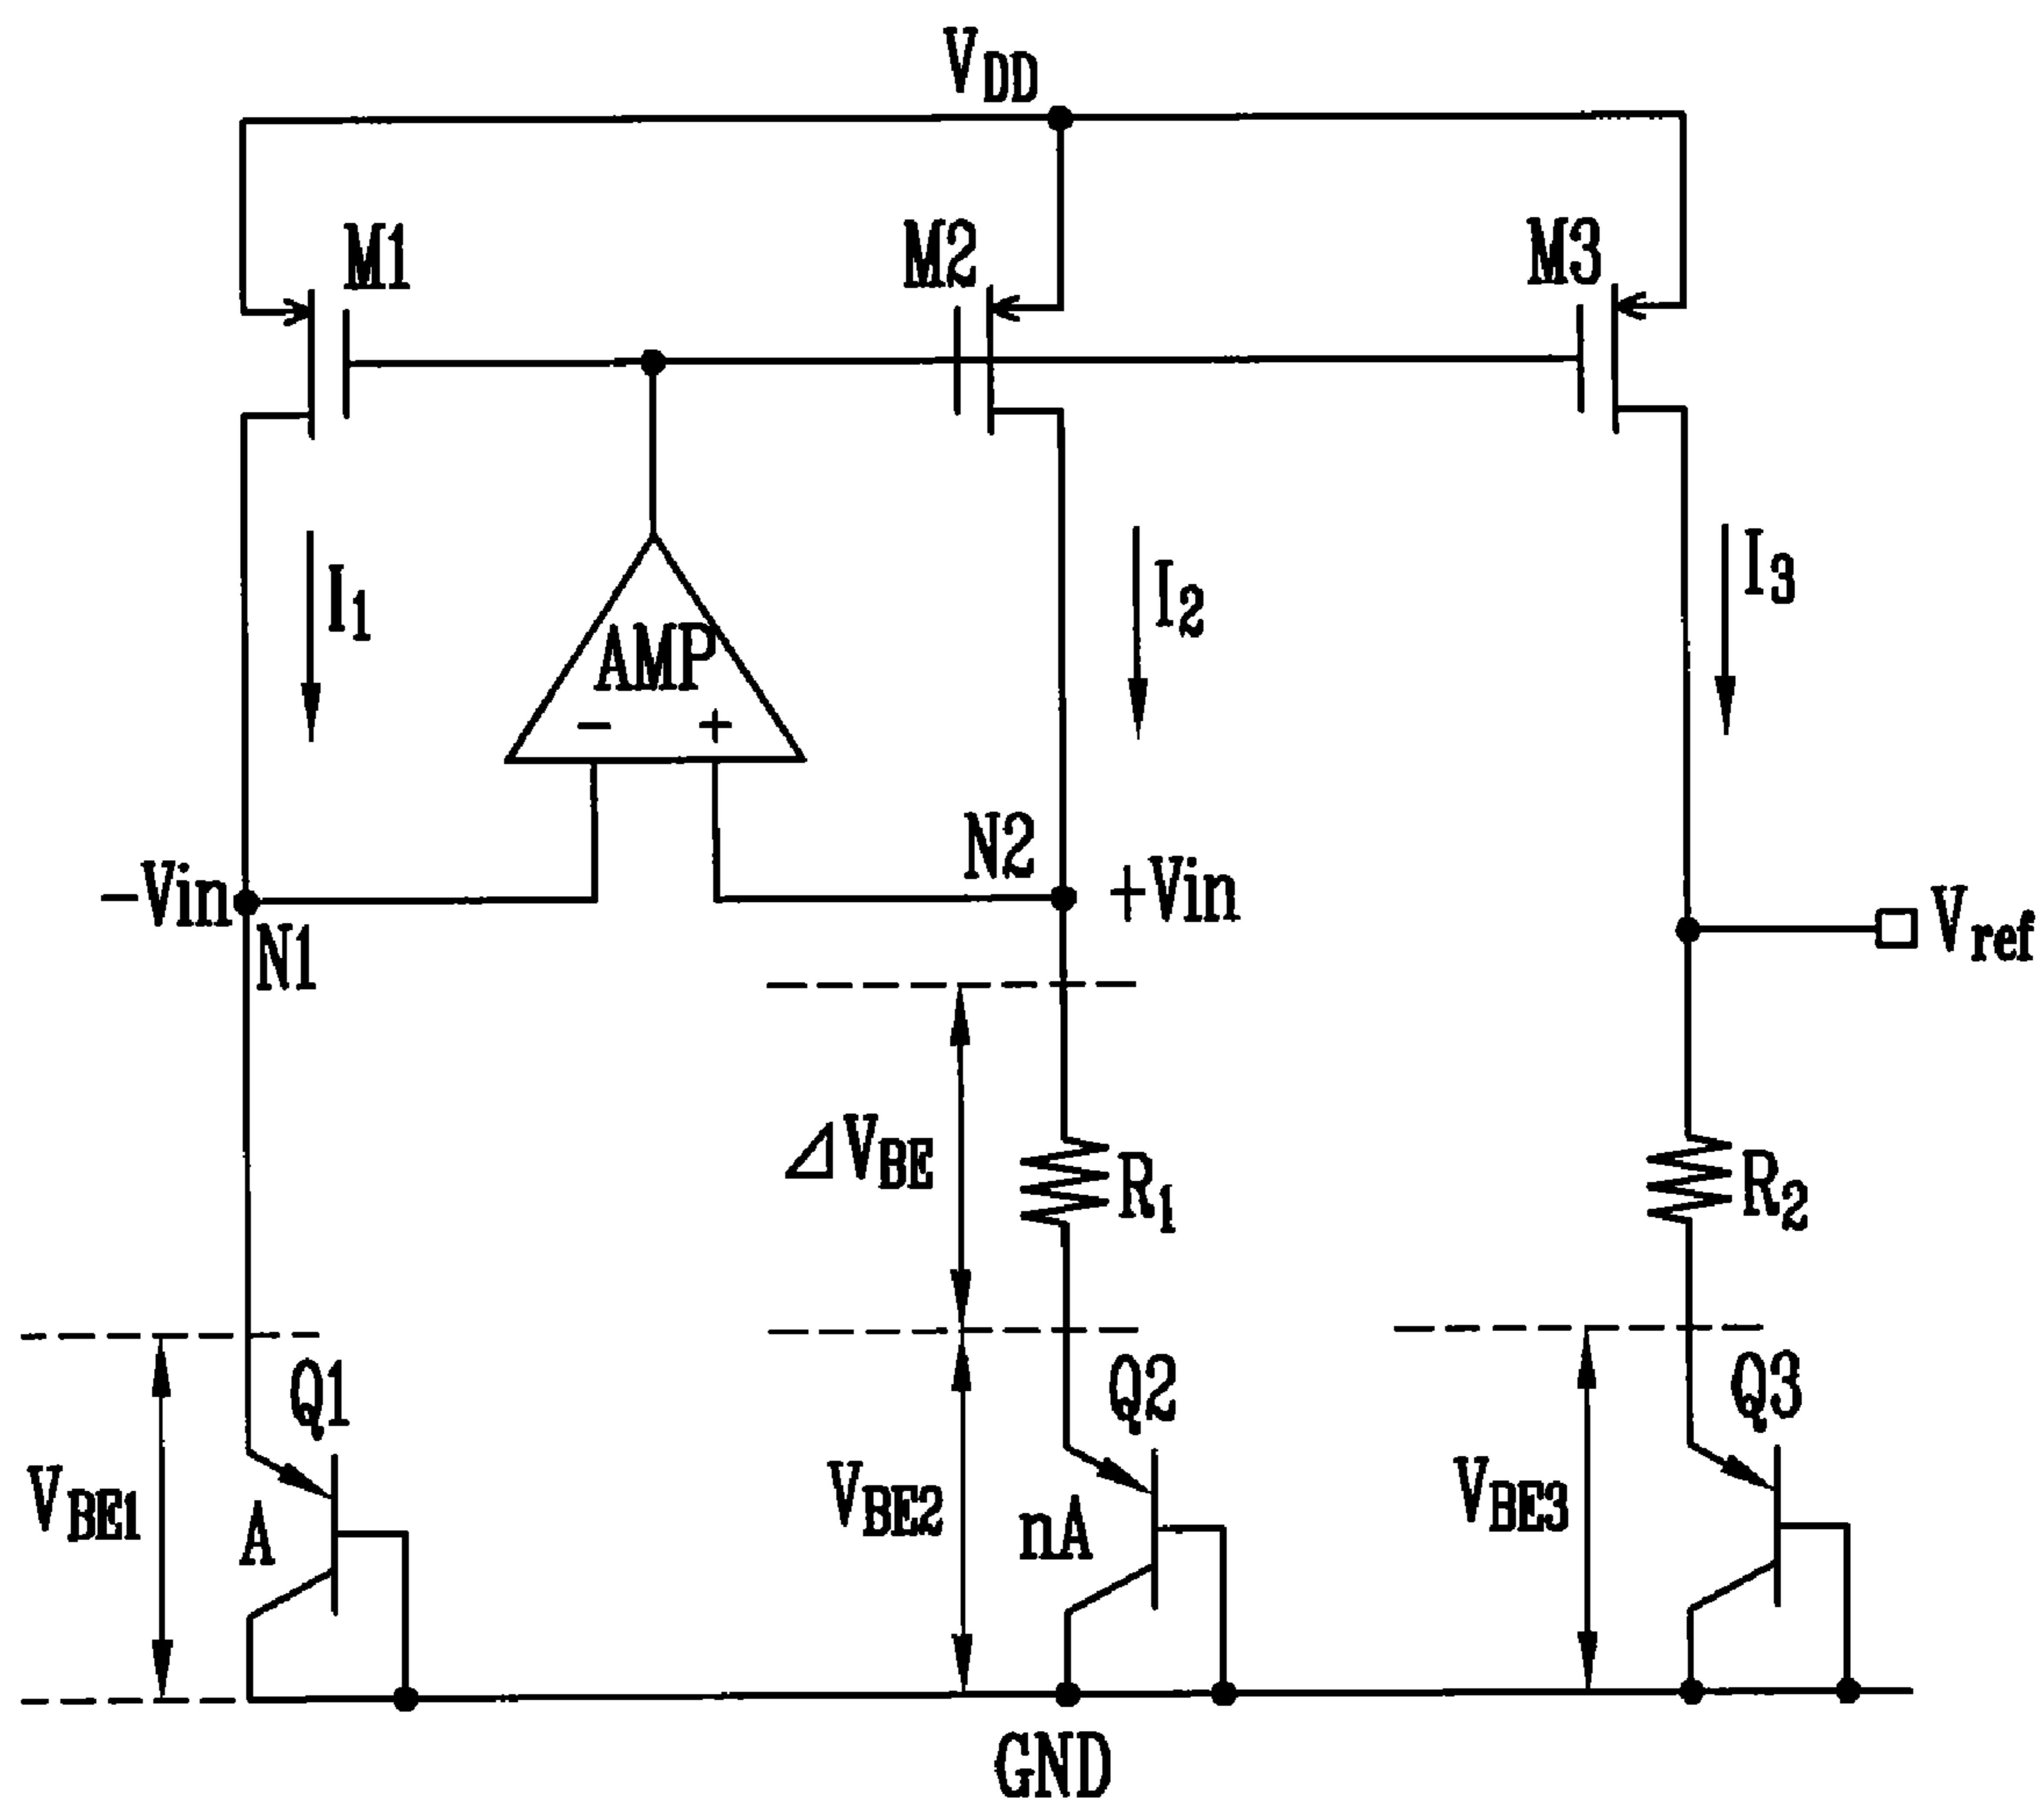 VDD
M1
M2
M3
I1
I2
I3
AMP
- +
N2
-Vin
+Vin
N1
Vref
⊿VBE
R1
R2
Q1
Q2
Q3
VBE1
A
VBE2
nA
VBE3
GND